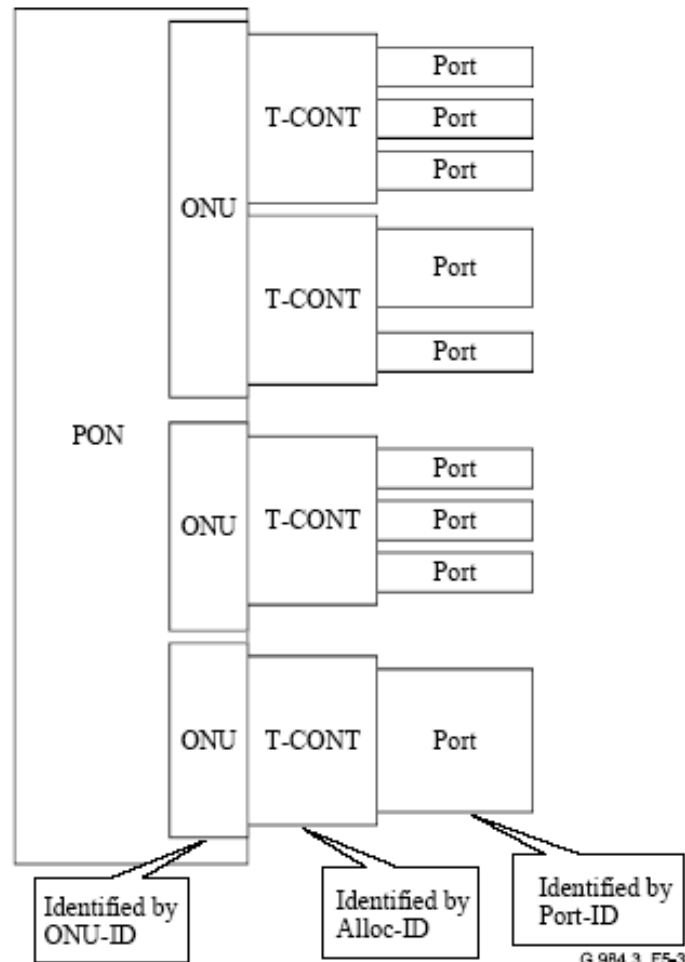 Port
T-CONT
Port
Port
ONU
Port
T-CONT
Port
PON
Port
ONU
T-CONT
Port
Port
ONU
T-CONT
Port
Identified by
ONU-ID
Identified by
Alloc-ID
Identified by
Port-ID
G.984.3_F5-3